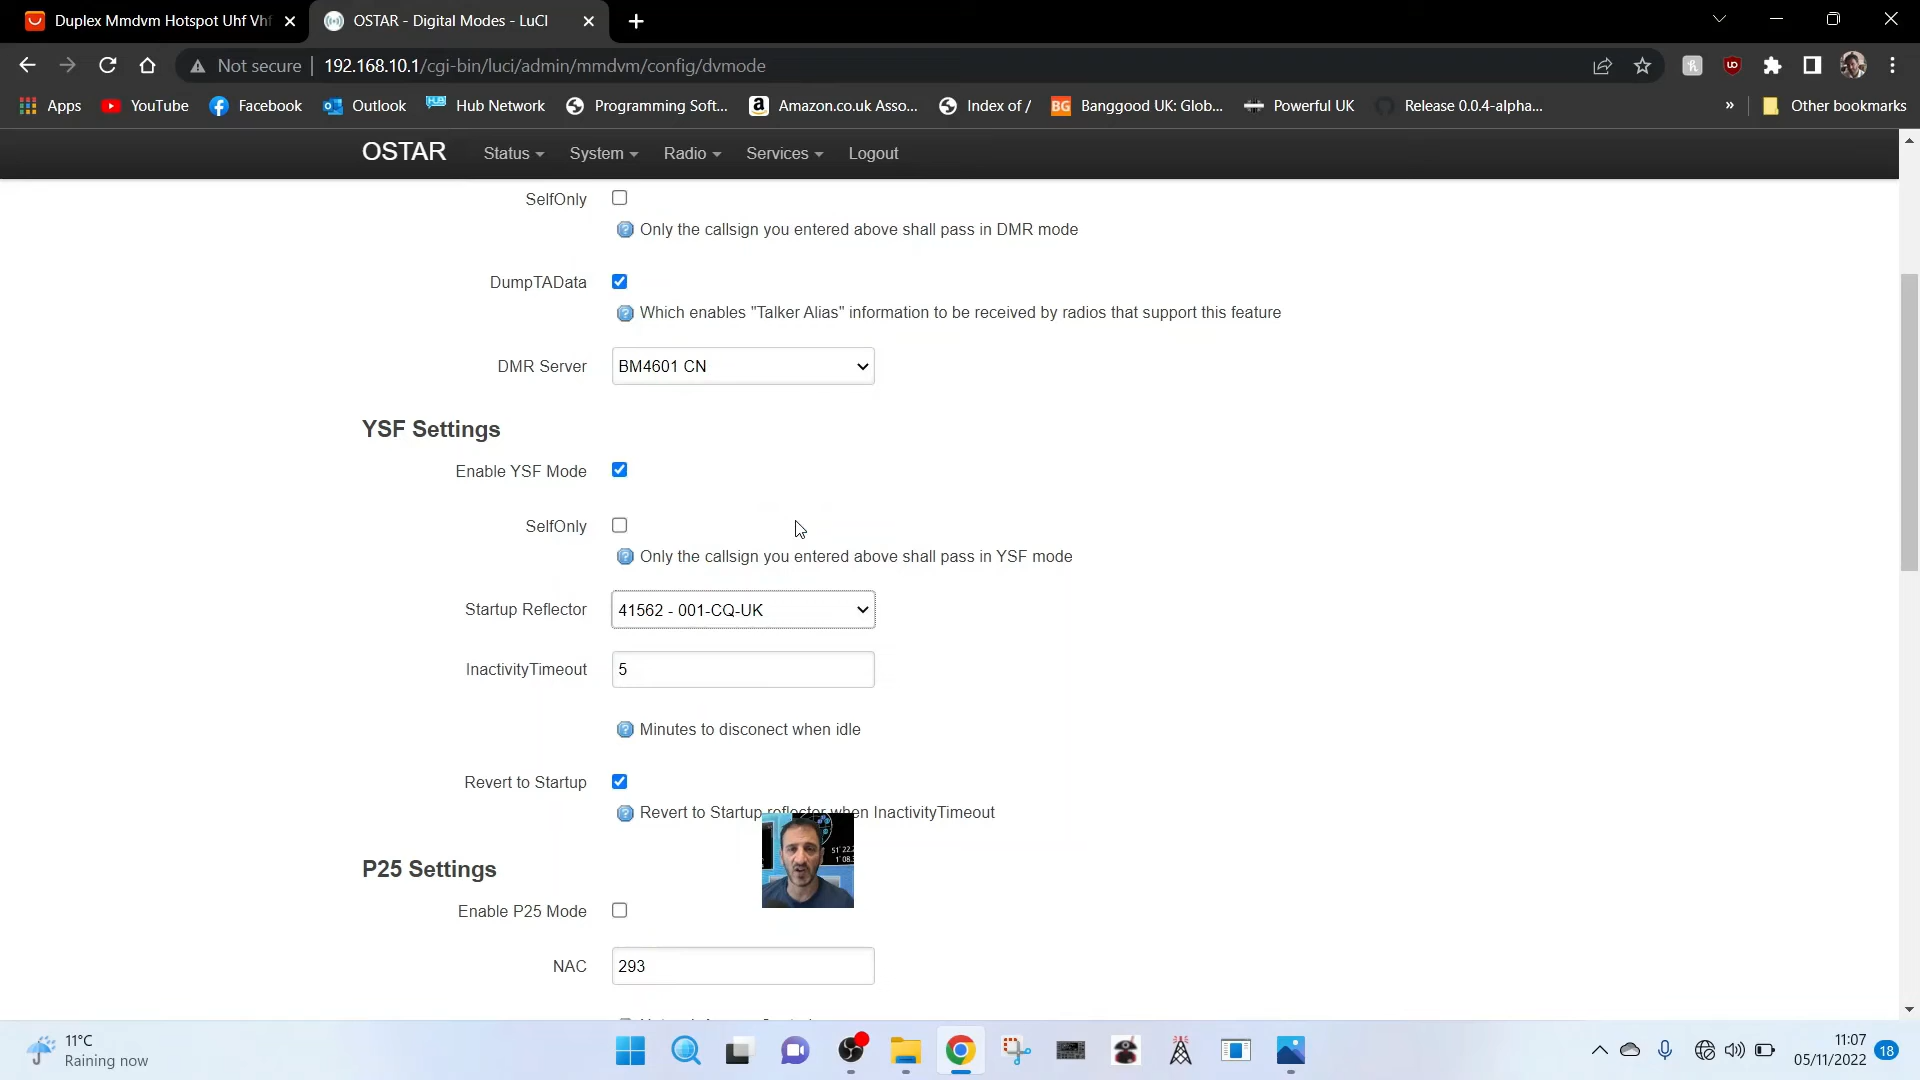 Duplex Mmdvm Hotspot Uhf Vhf
OSTAR - Digital Modes - LuCI
Not secure
192.168.10.1/cgi-bin/luci/admin/mmdvm/config/dvmode
Apps
YouTube
Facebook
Outlook
Hub Network
Programming Soft...
Amazon.co.uk Asso...
Index of /
BG
Banggood UK: Glob...
Powerful UK
Release 0.0.4-alpha...
»
Other bookmarks
OSTAR
Status
System
Radio
Services
Logout
SelfOnly
Only the callsign you entered above shall pass in DMR mode
DumpTAData
Which enables "Talker Alias" information to be received by radios that support this feature
DMR Server
BM4601 CN
YSF Settings
Enable YSF Mode
SelfOnly
Only the callsign you entered above shall pass in YSF mode
Startup Reflector
41562 - 001-CQ-UK
InactivityTimeout
5
Minutes to disconect when idle
Revert to Startup
Revert to Startup reflector when InactivityTimeout
P25 Settings
Enable P25 Mode
NAC
293
11°C
Raining now
11:07
05/11/2022
18